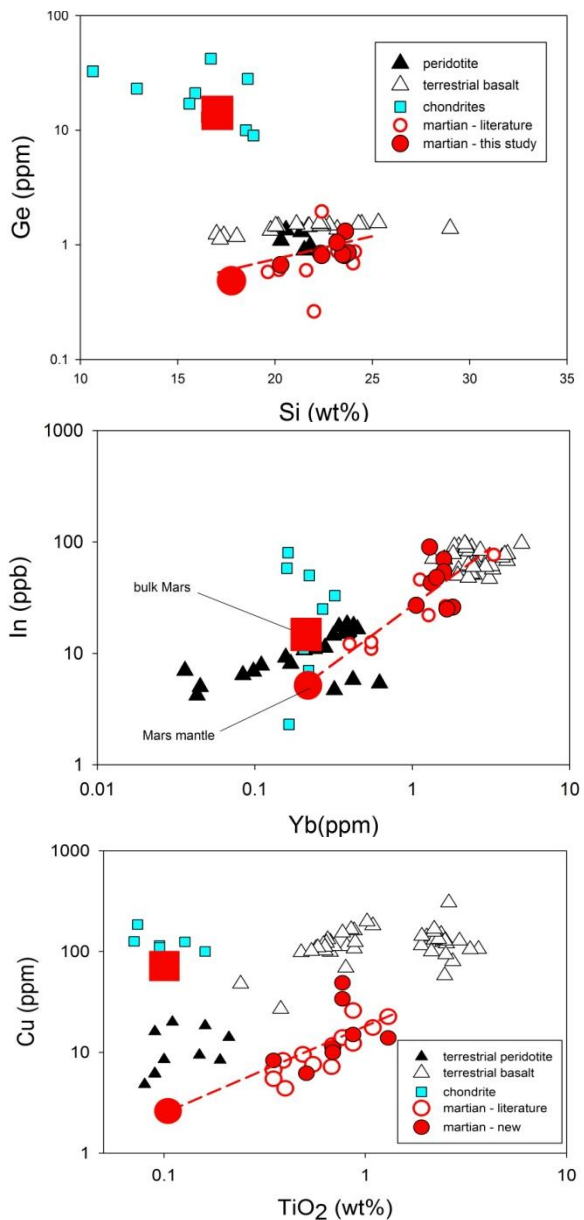 100
10
1
0.1
Ge (ppm)
peridotite
terrestrial basalt
chondrites
martian - literature
martian - this study
10 15 20 25 30 35
Si (wt%)
1000
100
10
1
In (ppb)
bulk Mars
Mars mantle
0.01 0.1 1 10
Yb(ppm)
1000
100
10
1
Cu (ppm)
terrestrial peridotite
terrestrial basalt
chondrite
martian - literature
martian - new
0.1 1 10
TiO2 (wt%)